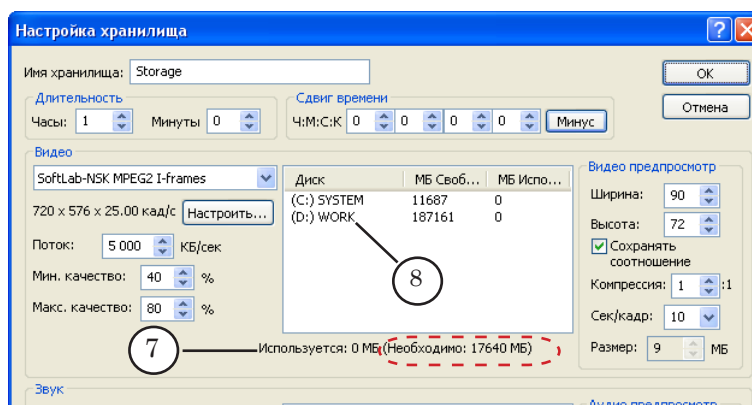 Настройка хранилища
Имя хранилища: Storage
ОК
Длительность
Сдвиг времени
Отмена
Часы: 1 Минуты 0
Ч:М:С:К 0 0 0 0 Минус
Видео
SoftLab-NSK MPEG2 I-frames
720 x 576 x 25.00 кад/с Настроить...
Поток: 5 000 КБ/сек
Мин. качество: 40 %
Макс. качество: 80 %
Диск МБ Своб... МБ Испо...
(C:) SYSTEM 11687 0
(D:) WORK 187161 0
8
7
Используется: 0 МБ (Необходимо: 17640 МБ)
Видео предпросмотр
Ширина: 90
Высота: 72
Сохранять
соотношение
Компрессия: 1 :1
Сек/кадр: 10
Размер: 9 МБ
Звук
Аудио предпросмотр